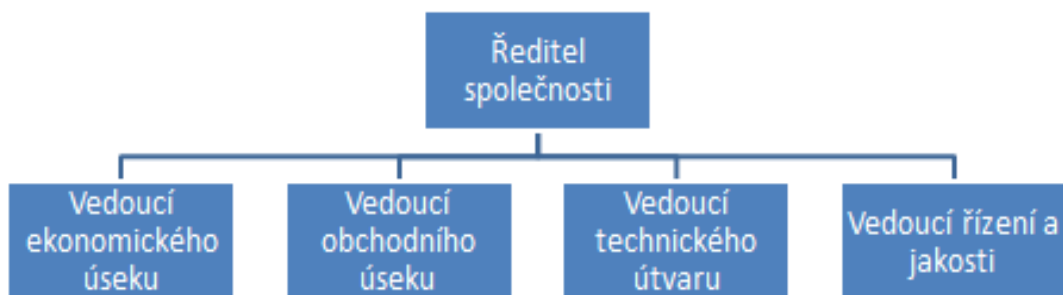 Ředitel
společnosti
Vedoucí
ekonomického
úseku
Vedoucí
obchodního
úseku
Vedoucí
technického
útvaru
Vedoucí řízení a
jakosti